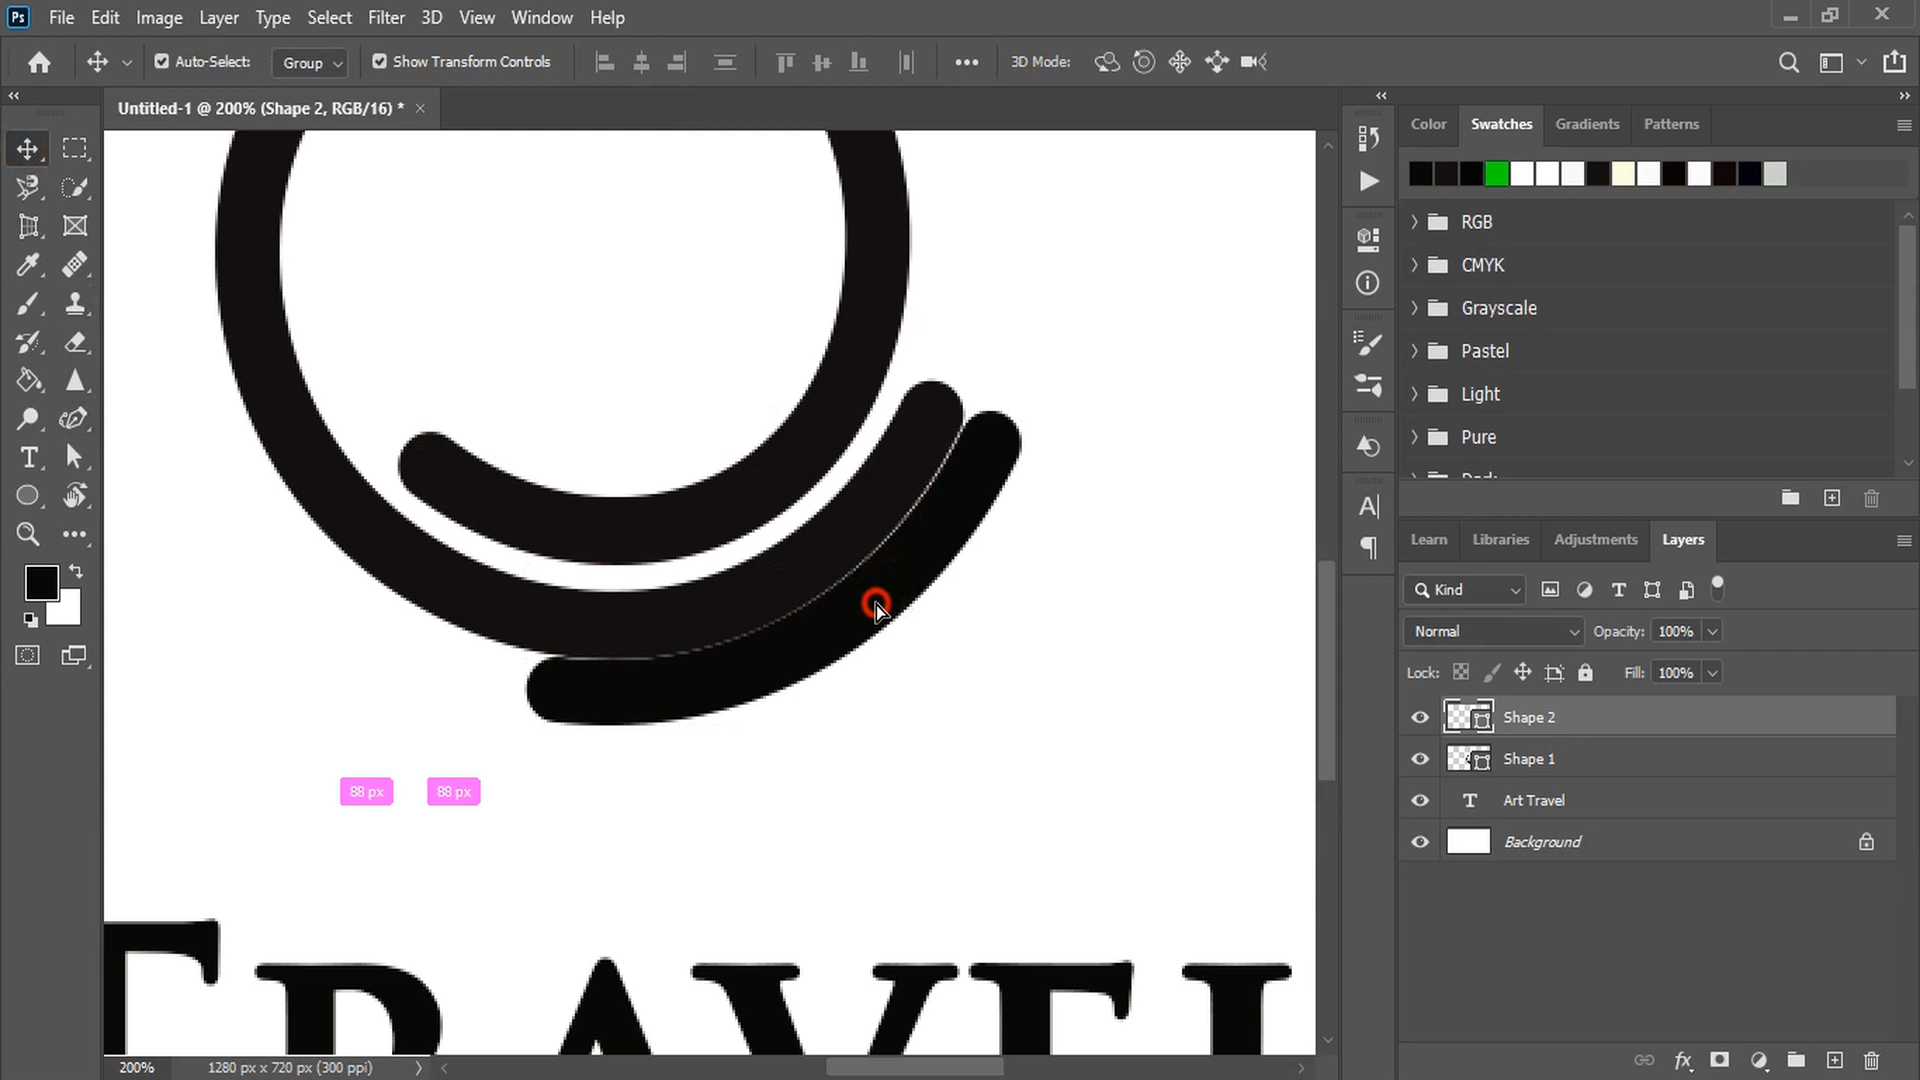 Ps File Edit Image Layer Type Select Filter 3D View Window Help
Auto-Select: Group Show Transform Controls 3D Mode:
Untitled-1 @ 200% (Shape 2, RGB/16) *
Color Swatches Gradients Patterns
RGB
CMYK
Grayscale
Pastel
Light
Pure
Learn Libraries Adjustments Layers
Kind
Normal Opacity: 100%
Lock: Fill: 100%
Shape 2
Shape 1
Art Travel
Background
88 px 88 px
TRAVEL
200% 1280 px x 720 px (300 ppi)